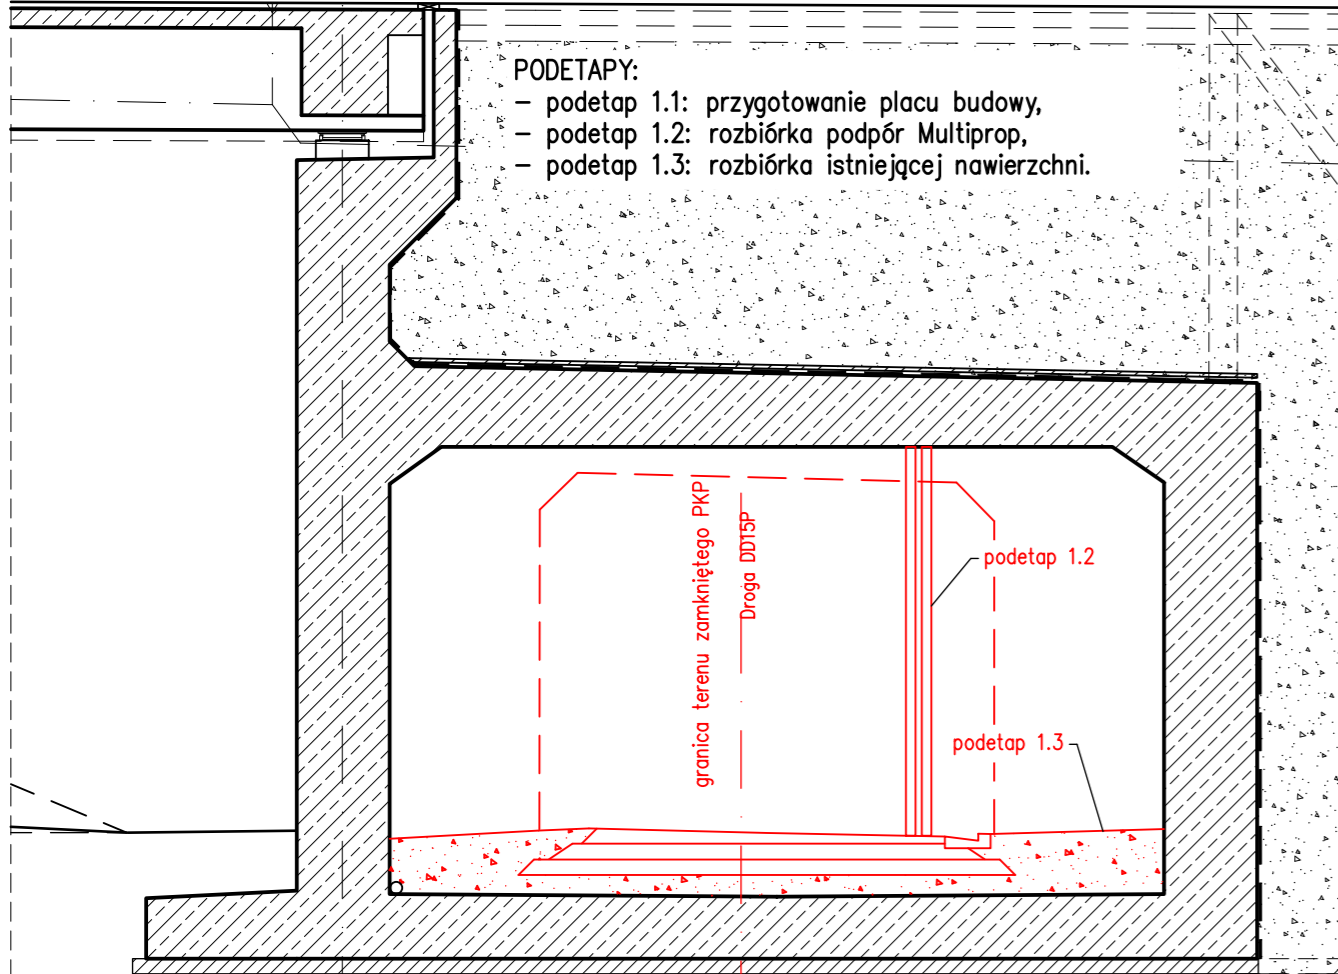 PODETAPY:
– podetap 1.1: przygotowanie placu budowy,
– podetap 1.2: rozbiórka podpór Multiprop,
– podetap 1.3: rozbiórka istniejącej nawierzchni.
granica terenu zamkniętego PKP
Droga DD15P
podetap 1.2
podetap 1.3